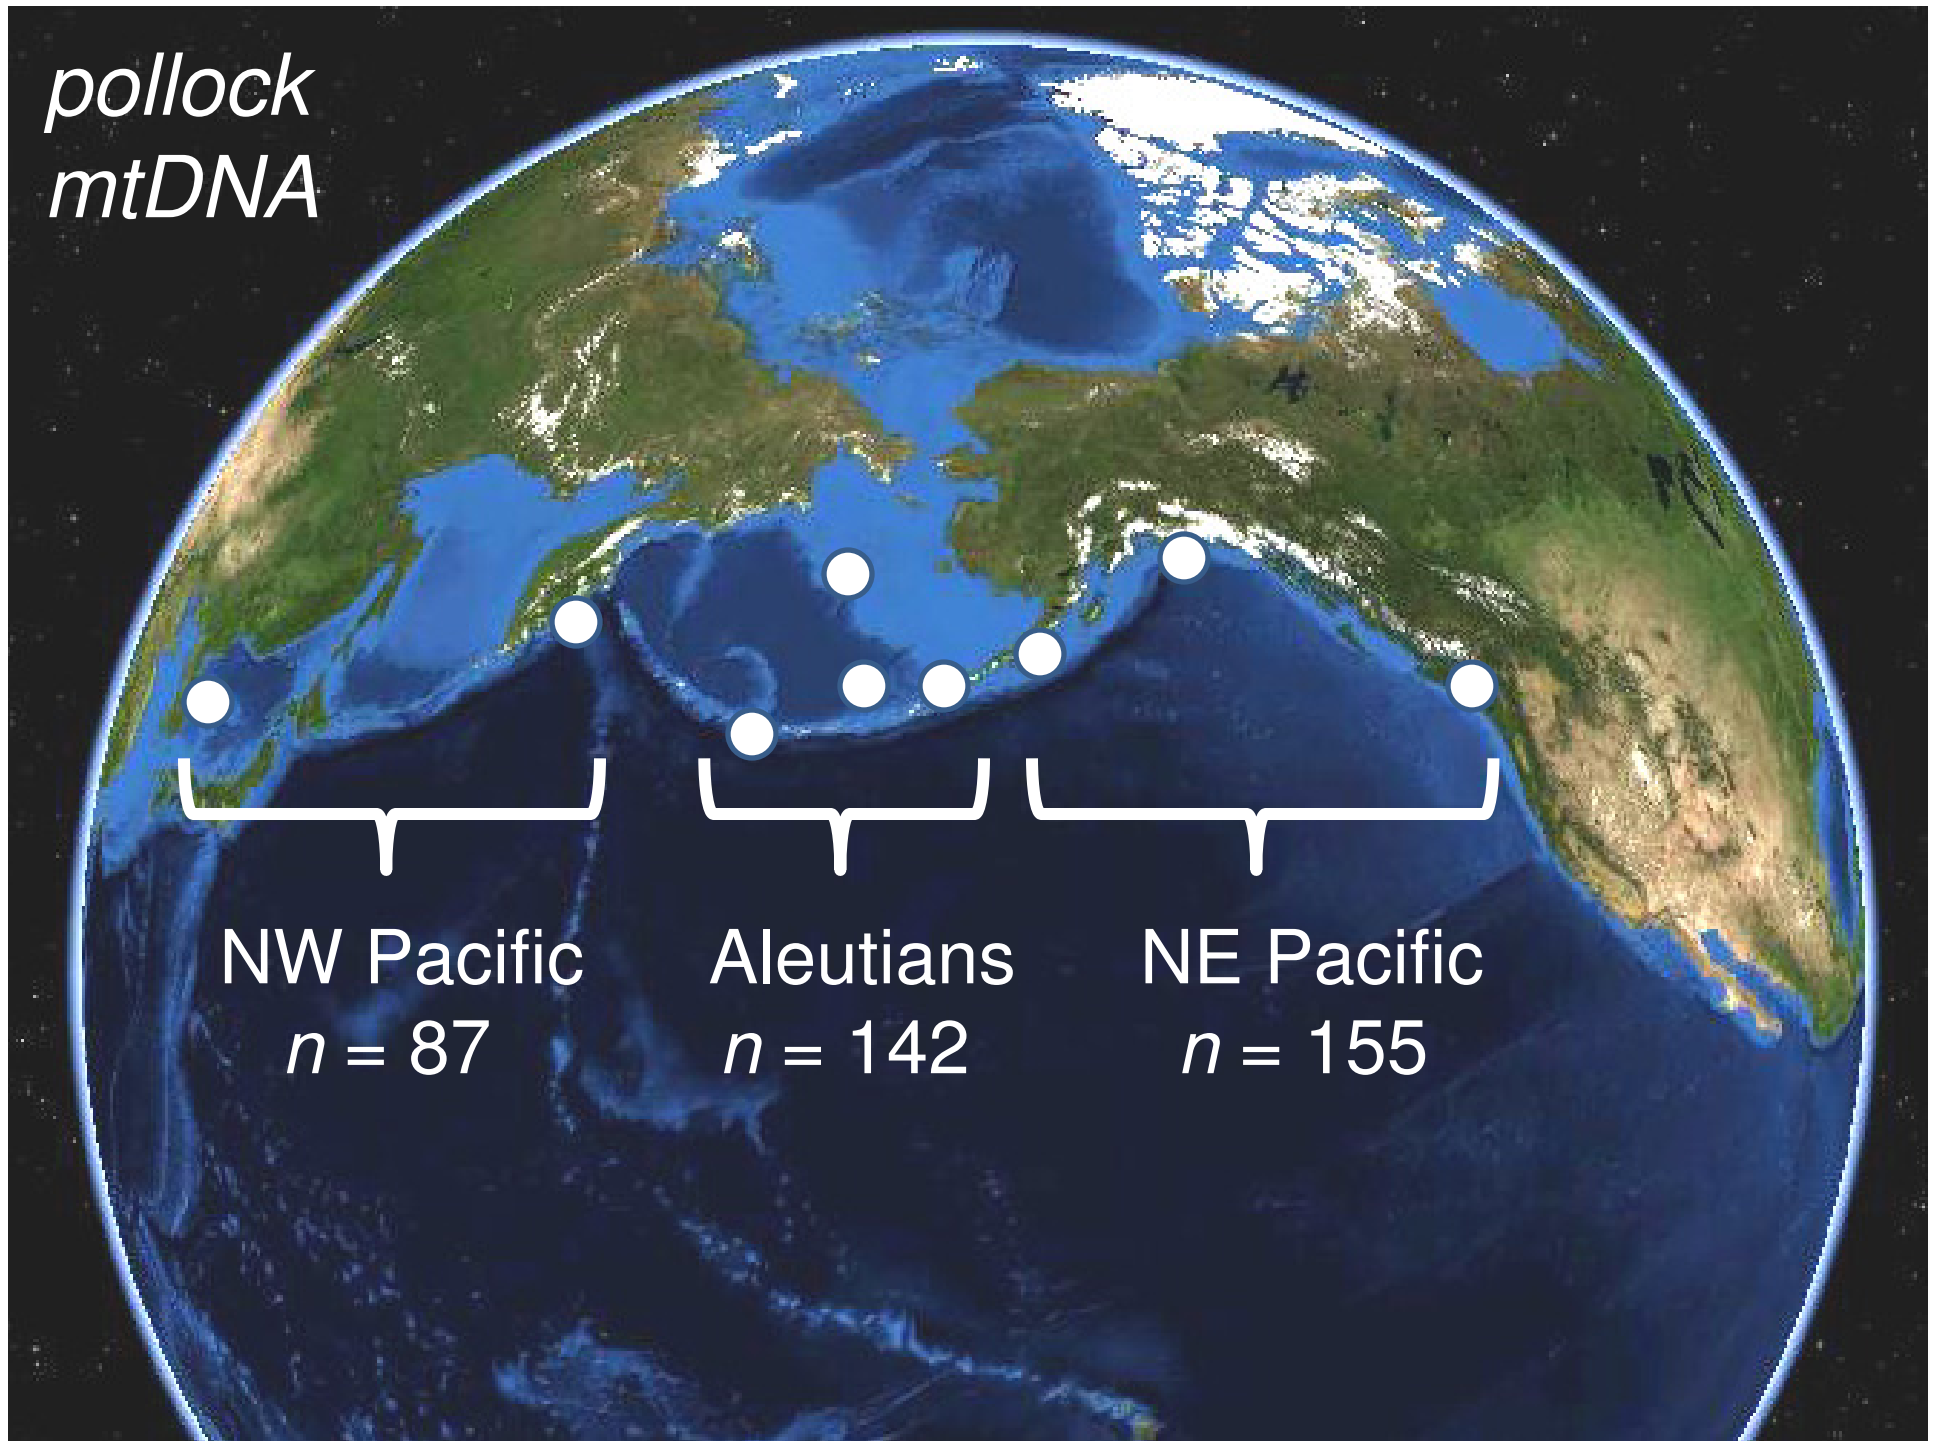 pollock
mtDNA
NW Pacific
n = 87
Aleutians
n = 142
NE Pacific
n = 155